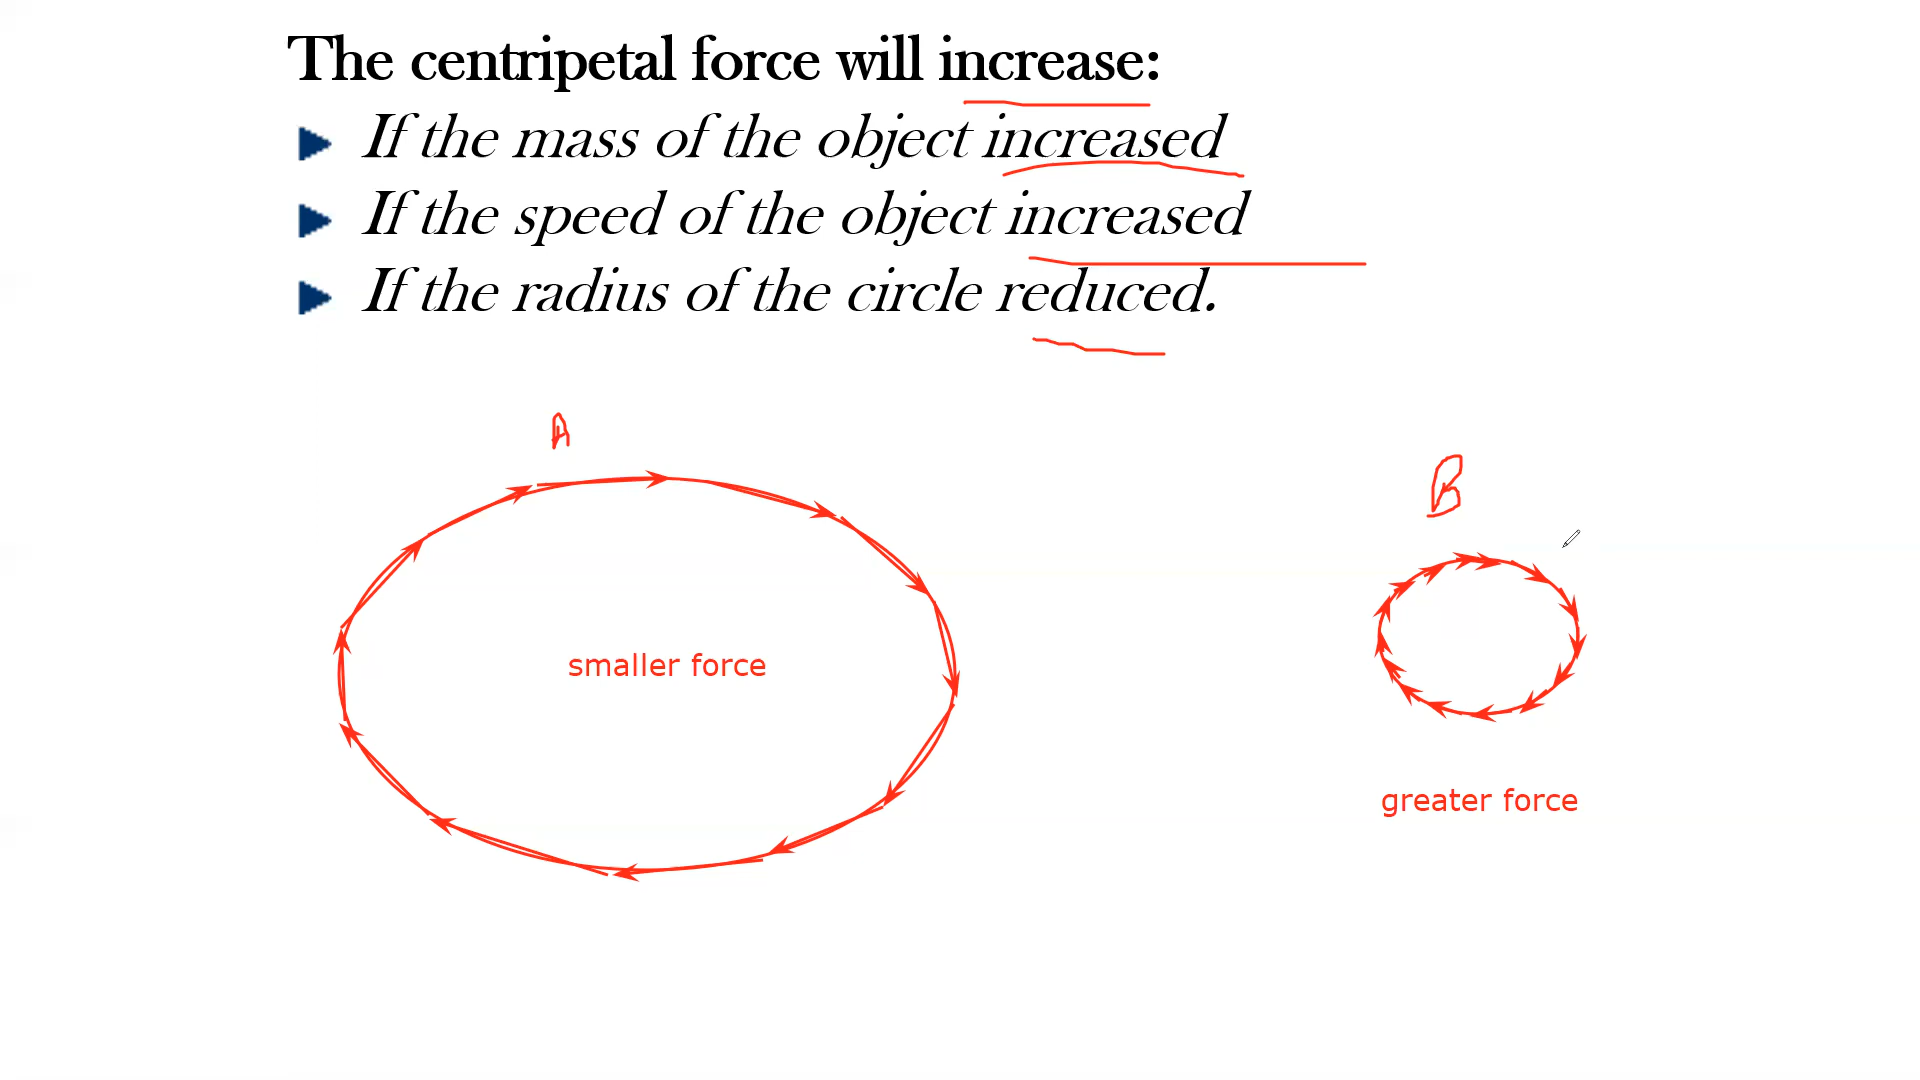 The centripetal force will increase:
If the mass of the object increased
If the speed of the object increased
If the radius of the circle reduced.
A
B
smaller force
greater force